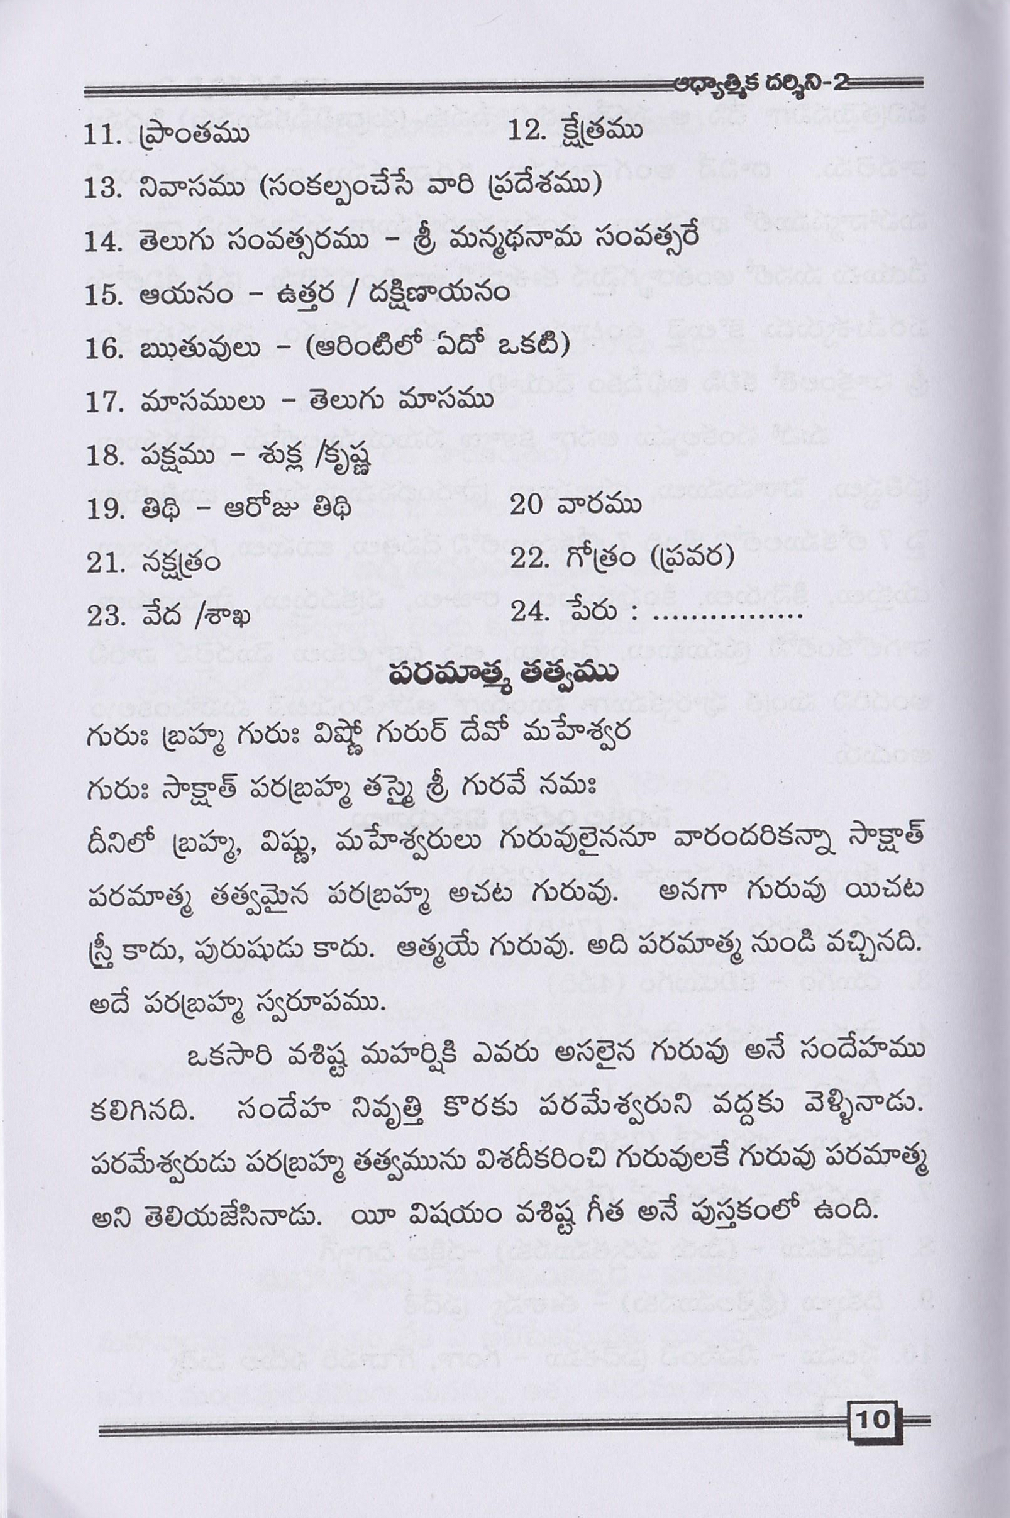 ఆధ్యాత్మిక దర్శిని-2
11. ప్రాంతము 12. క్షేత్రము
13. నివాసము (సంకల్పంచేసే వారి ప్రదేశము)
14. తెలుగు సంవత్సరము - శ్రీ మన్మథనామ సంవత్సరే
15. ఆయనం - ఉత్తర / దక్షిణాయనం
16. ఋతువులు - (ఆరింటిలో ఏదో ఒకటి)
17. మాసములు - తెలుగు మాసము
18. పక్షము - శుక్ల /కృష్ణ
19. తిథి - ఆరోజు తిథి 20 వారము
21. నక్షత్రం 22. గోత్రం (ప్రవర)
23. వేద /శాఖ 24. పేరు : ................
పరమాత్మ తత్వము
గురుః బ్రహ్మ గురుః విష్ణో గురుర్ దేవో మహేశ్వర
గురుః సాక్షాత్ పరబ్రహ్మ తస్మై శ్రీ గురవే నమః
దీనిలో బ్రహ్మ, విష్ణు, మహేశ్వరులు గురువులైననూ వారందరికన్నా సాక్షాత్
పరమాత్మ తత్వమైన పరబ్రహ్మ అచట గురువు. అనగా గురువు యిచట
స్త్రీ కాదు, పురుషుడు కాదు. ఆత్మయే గురువు. అది పరమాత్మ నుండి వచ్చినది.
అదే పరబ్రహ్మ స్వరూపము.
ఒకసారి వశిష్ట మహర్షికి ఎవరు అసలైన గురువు అనే సందేహము
కలిగినది. సందేహ నివృత్తి కొరకు పరమేశ్వరుని వద్దకు వెళ్ళినాడు.
పరమేశ్వరుడు పరబ్రహ్మ తత్వమును విశదీకరించి గురువులకే గురువు పరమాత్మ
అని తెలియజేసినాడు. యీ విషయం వశిష్ట గీత అనే పుస్తకంలో ఉంది.
10